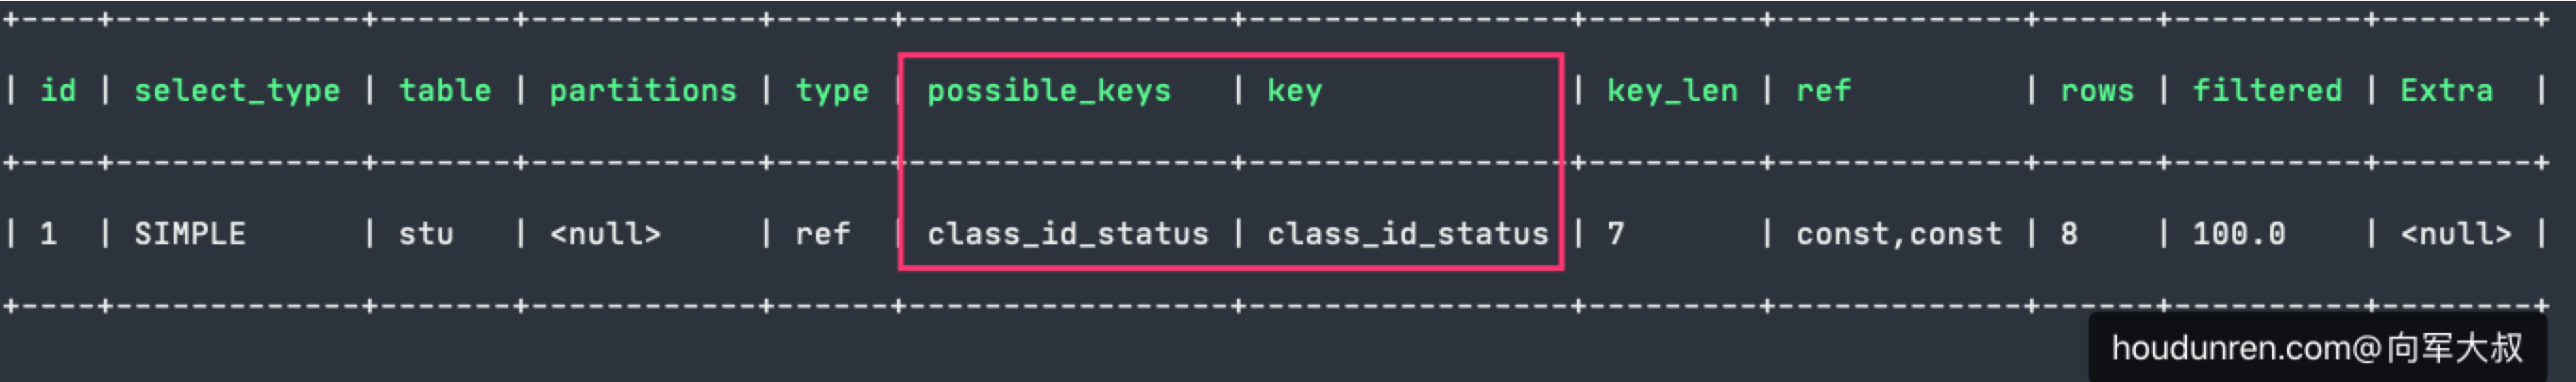 +----+-------------+-------+------------+------+-----------------+-----------------+---------+-------------+------+----------+--------+
| id | select_type | table | partitions | type | possible_keys   | key             | key_len | ref         | rows | filtered | Extra  |
+----+-------------+-------+------------+------+-----------------+-----------------+---------+-------------+------+----------+--------+
| 1  | SIMPLE      | stu   | <null>     | ref  | class_id_status | class_id_status | 7       | const,const | 8    | 100.0    | <null> |
+----+-------------+-------+------------+------+-----------------+-----------------+---------+-------------+------+----------+--------+
houdunren.com@向军大叔